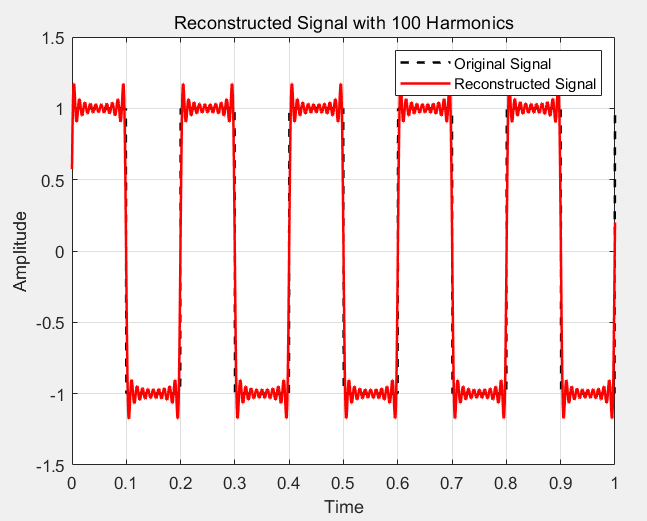 Reconstructed Signal with 100 Harmonics
1.5
1
0.5
0
-0.5
-1
-1.5
Amplitude
Original Signal
Reconstructed Signal
0 0.1 0.2 0.3 0.4 0.5 0.6 0.7 0.8 0.9 1
Time